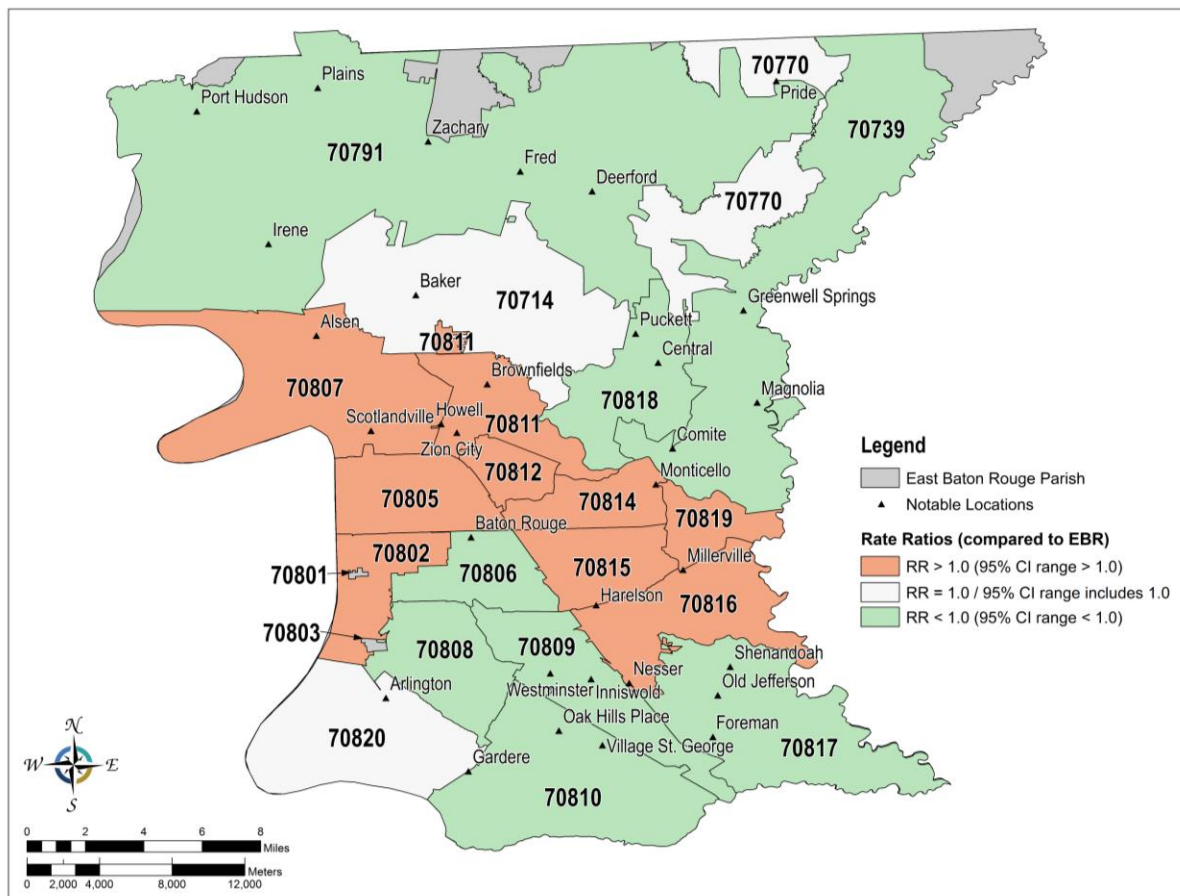 70770
Pride
Plains
Port Hudson
70739
Zachary
70791
Fred
Deerford
70770
Irene
Baker
70714
Greenwell Springs
Alsen
Puckett
70811
Central
Brownfields
70807
Magnolia
70818
Scotlandville
Howell
70811
Zion City
Comite
70812
Monticello
70805
70814
70819
Baton Rouge
70802
70801
70806
70815
Millerville
Harelson
70816
70803
70808
70809
Shenandoah
Nesser
Westminster
Inniswold
Old Jefferson
Arlington
Oak Hills Place
Foreman
70820
Village St. George
70817
Gardere
70810
Legend
East Baton Rouge Parish
Notable Locations
Rate Ratios (compared to EBR)
RR > 1.0 (95% CI range > 1.0)
RR = 1.0 / 95% CI range includes 1.0
RR < 1.0 (95% CI range < 1.0)
N
W E
S
0 2 4 6 8
Miles
Meters
0 2,000 4,000 8,000 12,000